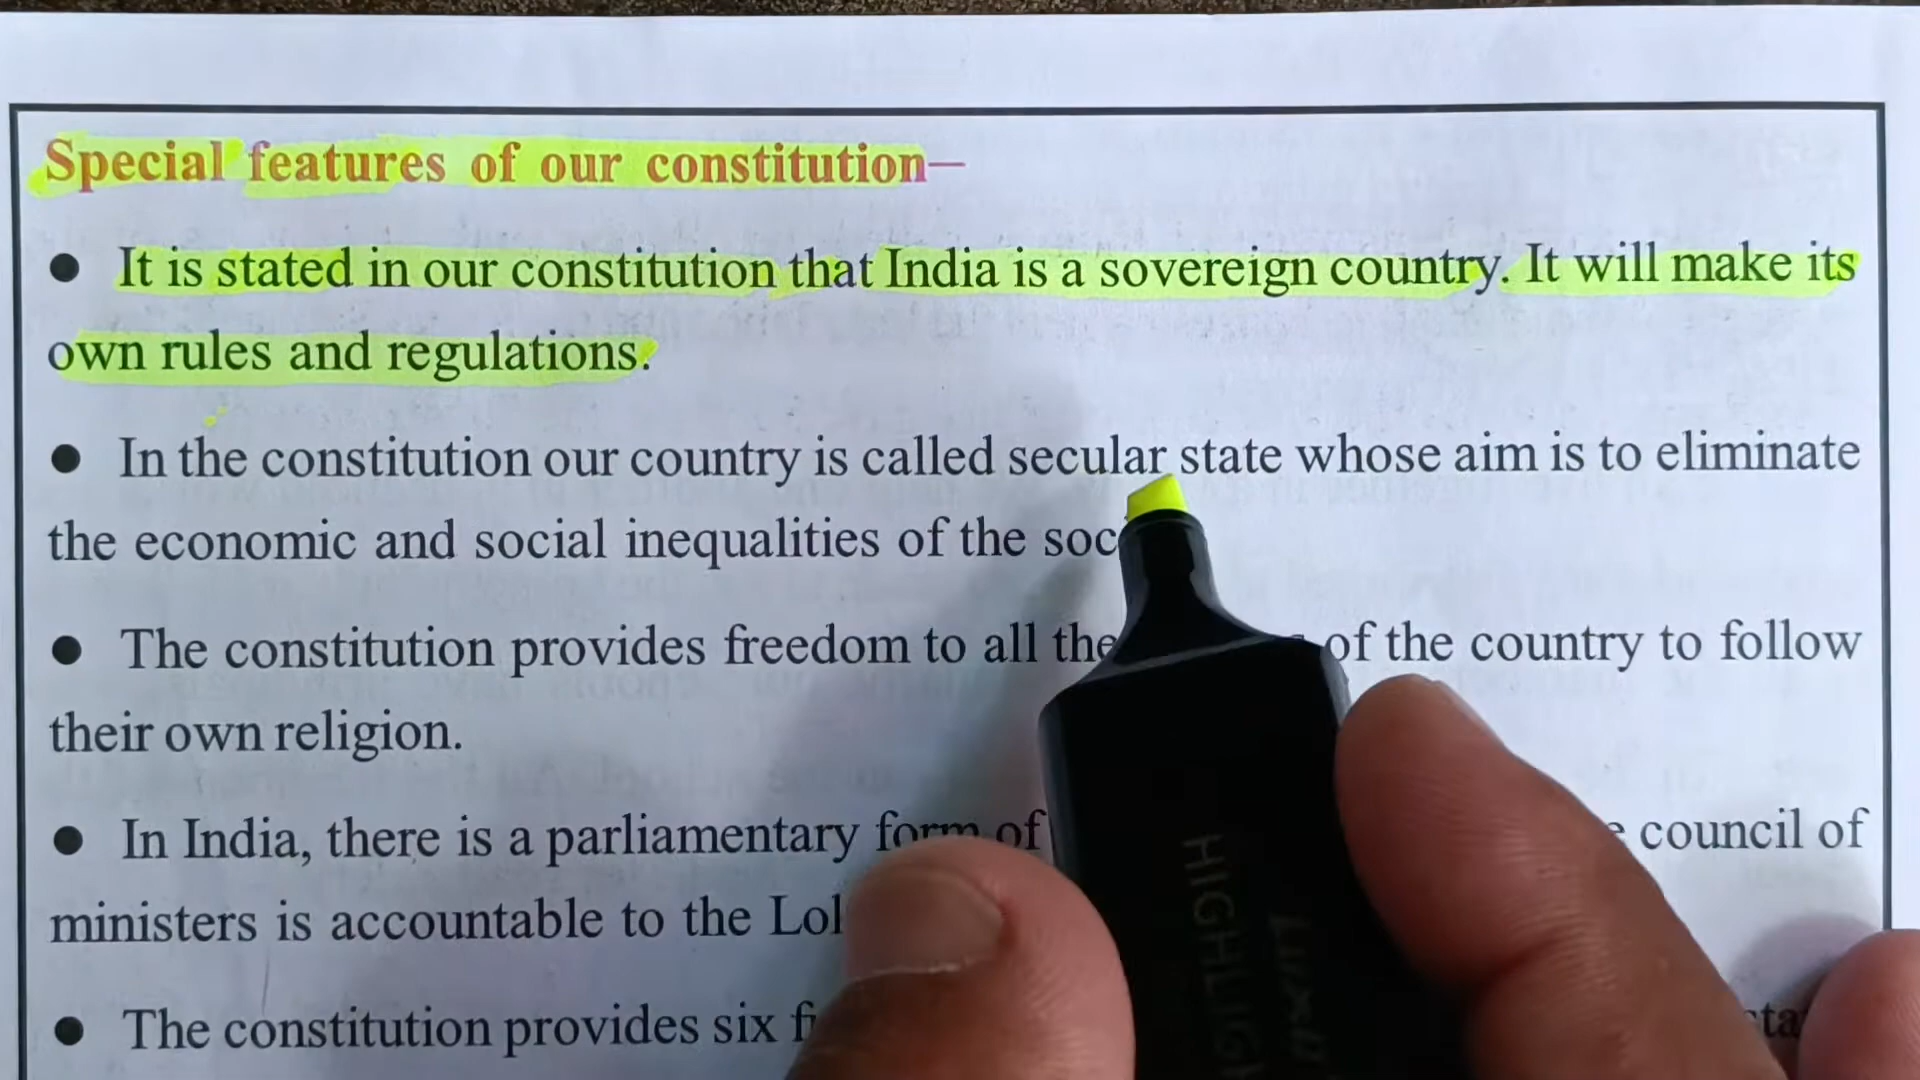 Special features of our constitution—
● It is stated in our constitution that India is a sovereign country. It will make its
own rules and regulations.
● In the constitution our country is called secular state whose aim is to eliminate
the economic and social inequalities of the
● The constitution provides freedom to all the of the country to follow
their own religion.
● In India, there is a parliamentary form of council of
ministers is accountable to the
● The constitution provides six